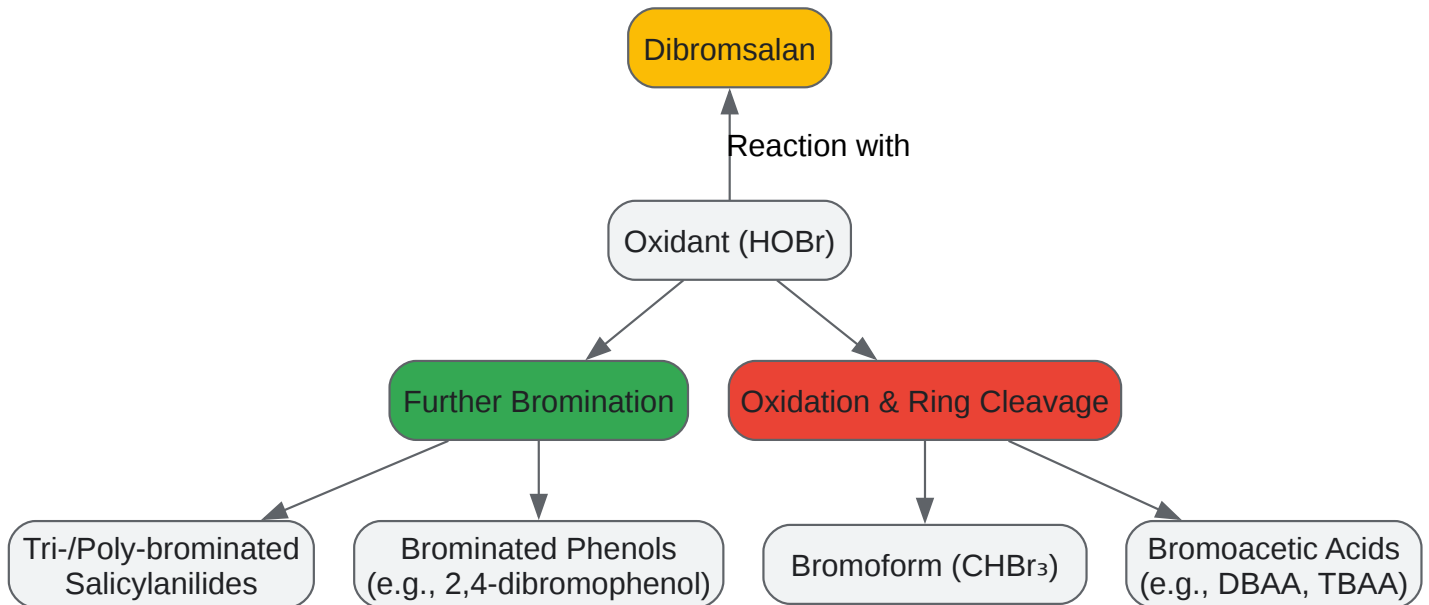 Dibromsalan
Reaction with
Oxidant (HOBr)
Further Bromination
Oxidation & Ring Cleavage
Tri-/Poly-brominated
Salicylanilides
Brominated Phenols
(e.g., 2,4-dibromophenol)
Bromoform (CHBr₃)
Bromoacetic Acids
(e.g., DBAA, TBAA)